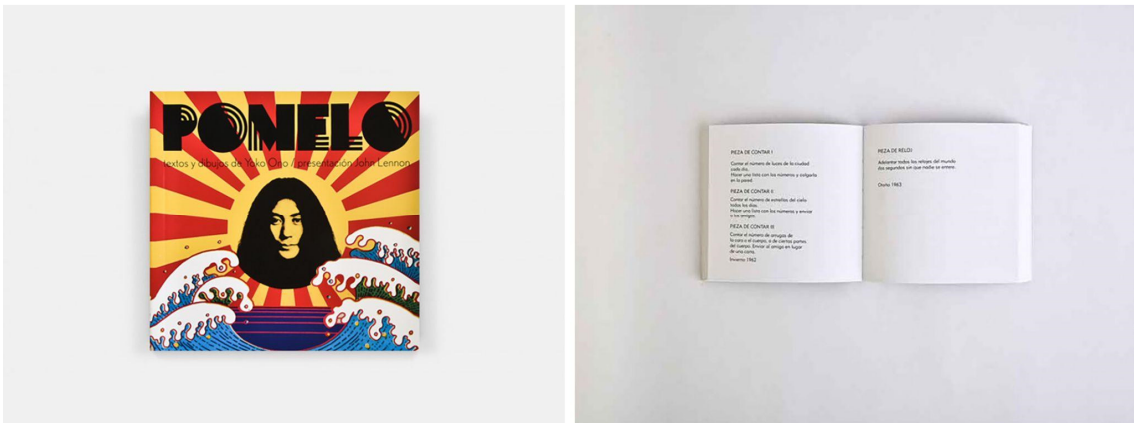 POMELO
textos y dibujos de Yoko Ono / presentación John Lennon
PIEZA DE CONTAR I
Contar el número de luces de la ciudad
cada día.
Hacer una lista con los números y colgarla
en la pared.
PIEZA DE CONTAR II
Contar el número de estrellas del cielo
todos los días.
Hacer una lista con los números y enviar
a los amigos.
PIEZA DE CONTAR III
Contar el número de arrugas de
la cara o el cuerpo, o de ciertas partes
del cuerpo. Enviar al amigo en lugar
de una carta.
Invierno 1962
PIEZA DE RELOJ
Adelantar todos los relojes del mundo
dos segundos sin que nadie se entere.
Otoño 1963